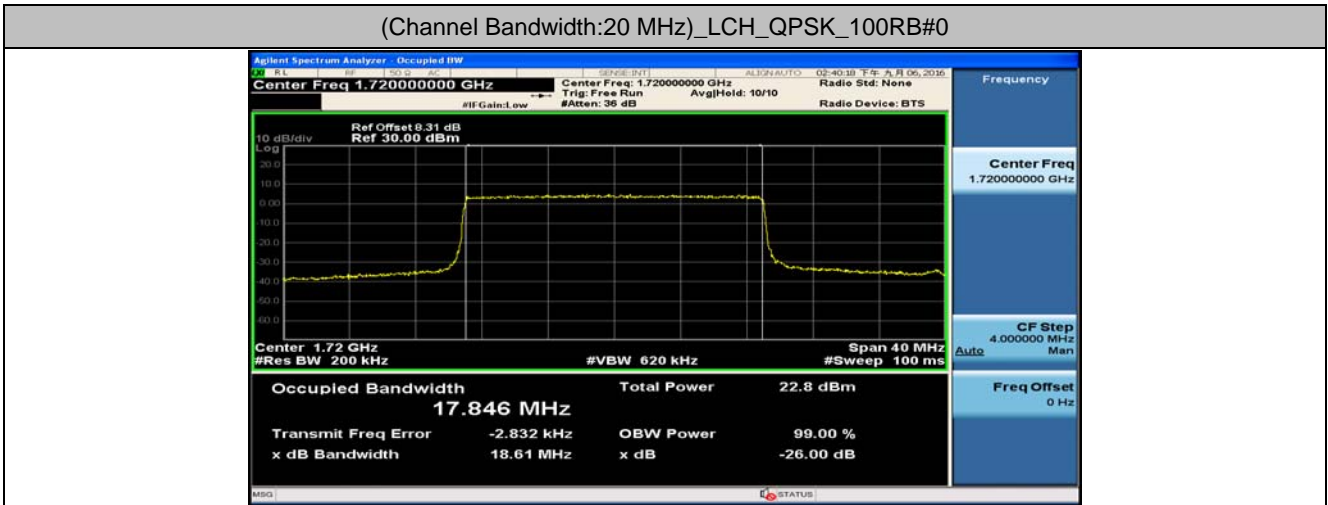 (Channel Bandwidth:20 MHz)_LCH_QPSK_100RB#0
Agilent Spectrum Analyzer - Occupied BW
RL RF 50 Ω AC SENSE:INT ALIGNAUTO 02:40:18 下午 九月 06, 2016
Center Freq 1.720000000 GHz
Center Freq: 1.720000000 GHz
Radio Std: None
Trig: Free Run Avg|Hold: 10/10
#IFGain:Low #Atten: 36 dB Radio Device: BTS
Frequency
Ref Offset 8.31 dB
10 dB/div Ref 30.00 dBm
Log
20.0
10.0
0.00
-10.0
-20.0
-30.0
-40.0
-50.0
-60.0
Center 1.72 GHz Span 40 MHz
#Res BW 200 kHz #VBW 620 kHz #Sweep 100 ms
Occupied Bandwidth Total Power 22.8 dBm
17.846 MHz
Transmit Freq Error -2.832 kHz OBW Power 99.00 %
x dB Bandwidth 18.61 MHz x dB -26.00 dB
Center Freq
1.720000000 GHz
CF Step
4.000000 MHz
Auto Man
Freq Offset
0 Hz
MSG STATUS